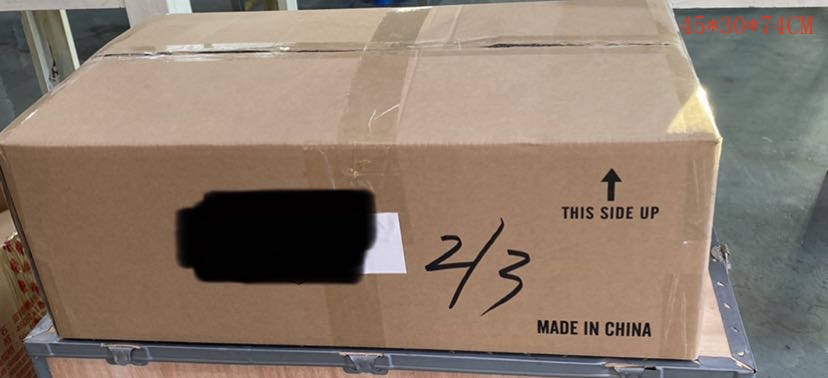 45*30*74CM
THIS SIDE UP
2/3
MADE IN CHINA